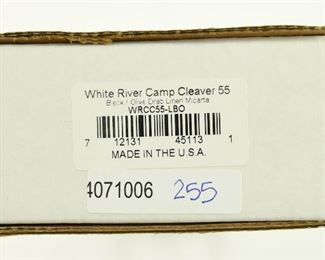 White River Camp Cleaver 55
Black / Olive Drab Linen Micarta
WRCC55-LBO
7 12131 45113 1
MADE IN THE U.S.A.
4071006 255